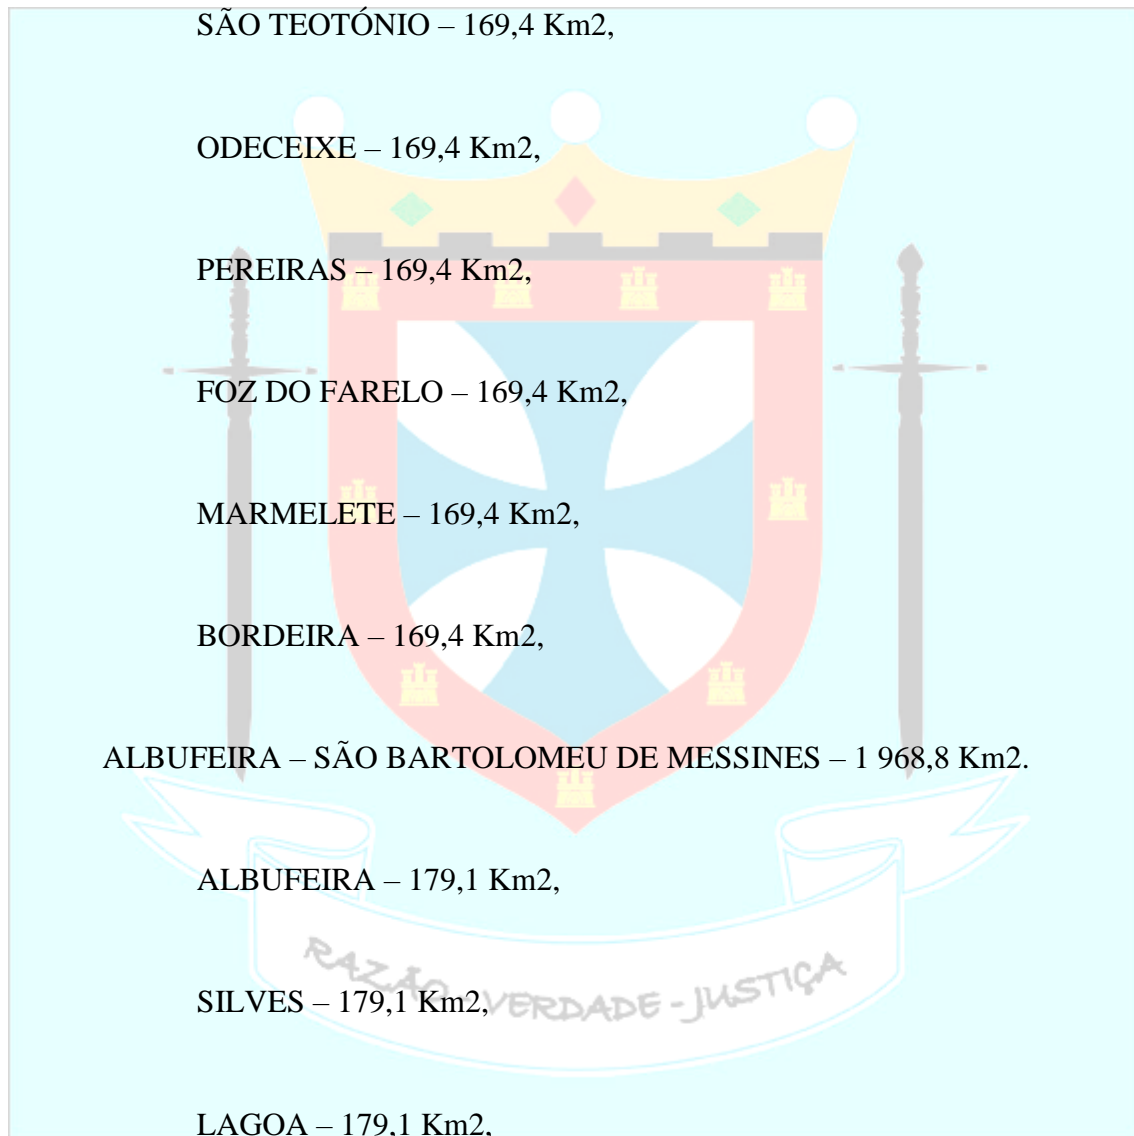 SÃO TEOTÓNIO – 169,4 Km2,
ODECEIXE – 169,4 Km2,
PEREIRAS – 169,4 Km2,
FOZ DO FARELO – 169,4 Km2,
MARMELETE – 169,4 Km2,
BORDEIRA – 169,4 Km2,
ALBUFEIRA – SÃO BARTOLOMEU DE MESSINES – 1 968,8 Km2.
ALBUFEIRA – 179,1 Km2,
RAZÃO - VERDADE - JUSTIÇA
SILVES – 179,1 Km2,
LAGOA – 179,1 Km2,